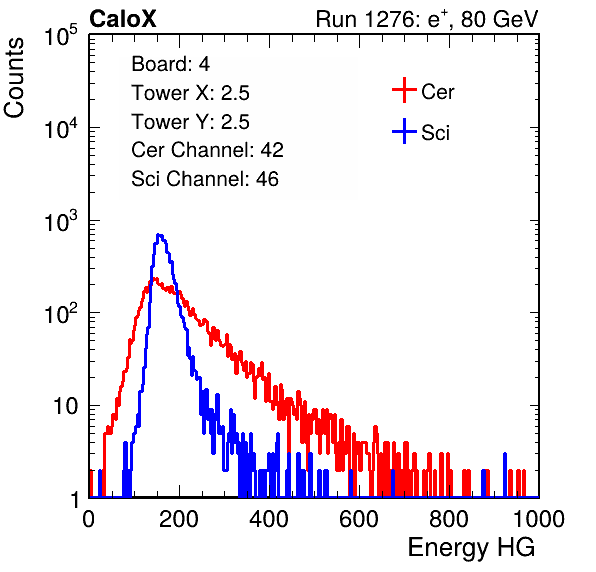 CaloX Run 1276: e⁺, 80 GeV
Counts
Board: 4
Tower X: 2.5
Tower Y: 2.5
Cer Channel: 42
Sci Channel: 46
Cer
Sci
10⁵
10⁴
10³
10²
10
1
0 200 400 600 800 1000
Energy HG